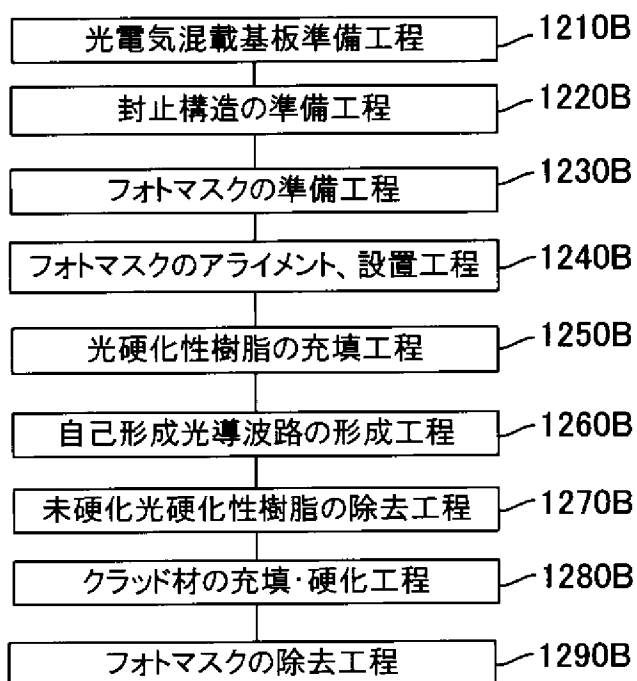 光電気混載基板準備工程 1210B
封止構造の準備工程 1220B
フォトマスクの準備工程 1230B
フォトマスクのアライメント、設置工程 1240B
光硬化性樹脂の充填工程 1250B
自己形成光導波路の形成工程 1260B
未硬化光硬化性樹脂の除去工程 1270B
クラッド材の充填・硬化工程 1280B
フォトマスクの除去工程 1290B